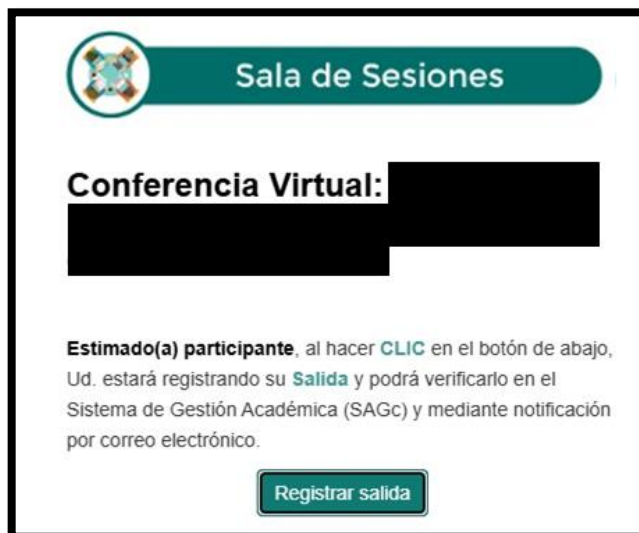 Sala de Sesiones
Conferencia Virtual:
Estimado(a) participante, al hacer CLIC en el botón de abajo,
Ud. estará registrando su Salida y podrá verificarlo en el
Sistema de Gestión Académica (SAGc) y mediante notificación
por correo electrónico.
Registrar salida